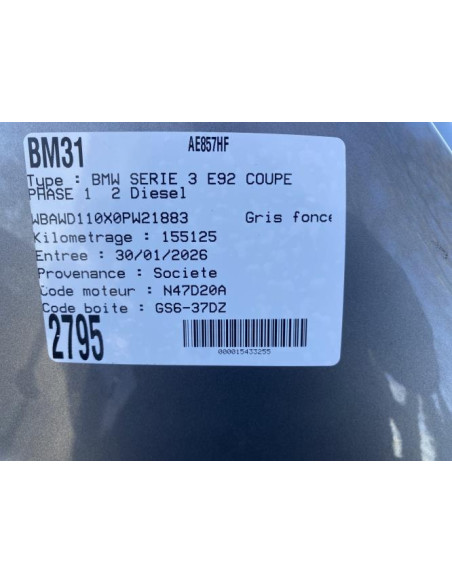 BM31 AE857HF
Type : BMW SERIE 3 E92 COUPE
PHASE 1 2 Diesel
WBAWD110X0PW21883 Gris fonce
Kilometrage : 155125
Entree : 30/01/2026
Provenance : Societe
Code moteur : N47D20A
Code boite : GS6-37DZ
2795
000015433255